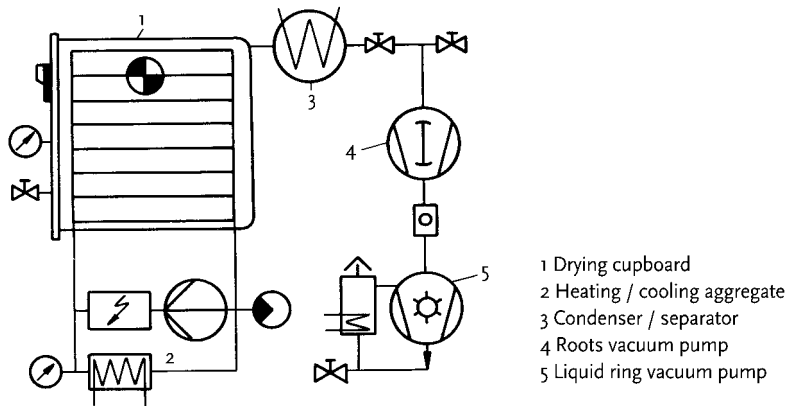 1
3
4
5
2
1 Drying cupboard
2 Heating / cooling aggregate
3 Condenser / separator
4 Roots vacuum pump
5 Liquid ring vacuum pump